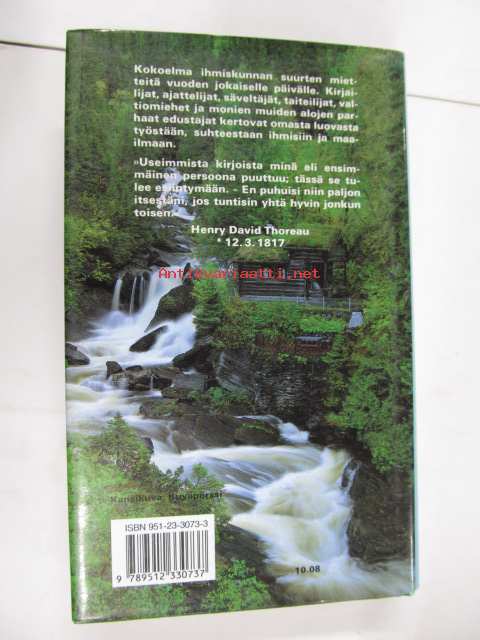 Kokoelma ihmiskunnan suurten miet-
teitä vuoden jokaiselle päivälle. Kirjai-
lijat, ajattelijat, säveltäjät, taiteilijat, val-
tiomiehet ja monien muiden alojen par-
haat edustajat kertovat omasta luovasta
työstään, suhteestaan ihmisiin ja maa-
ilmaan.
»Useimmista kirjoista minä eli ensim-
mäinen persoona puuttuu; tässä se tu-
lee esiintymään. – En puhuisi niin paljon
itsestäni, jos tuntisin yhtä hyvin jonkun
toisen.»
Henry David Thoreau
* 12.3.1817
Antikvariaatti.net
Kansikuva: Kuvapörssi
ISBN 951-23-3073-3
9 789512 330737
10.08